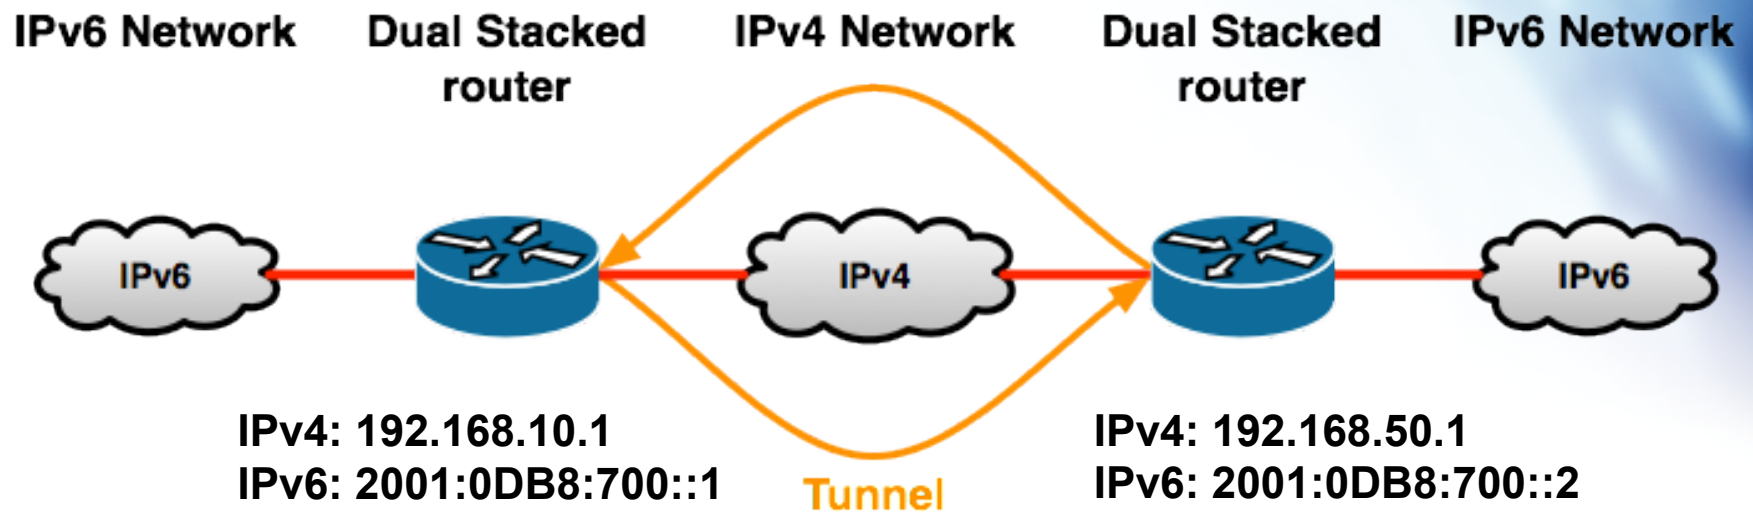 IPv6 Network
Dual Stacked
router
IPv4 Network
Dual Stacked
router
IPv6 Network
IPv6
IPv4
IPv6
IPv4: 192.168.10.1
IPv6: 2001:0DB8:700::1
Tunnel
IPv4: 192.168.50.1
IPv6: 2001:0DB8:700::2